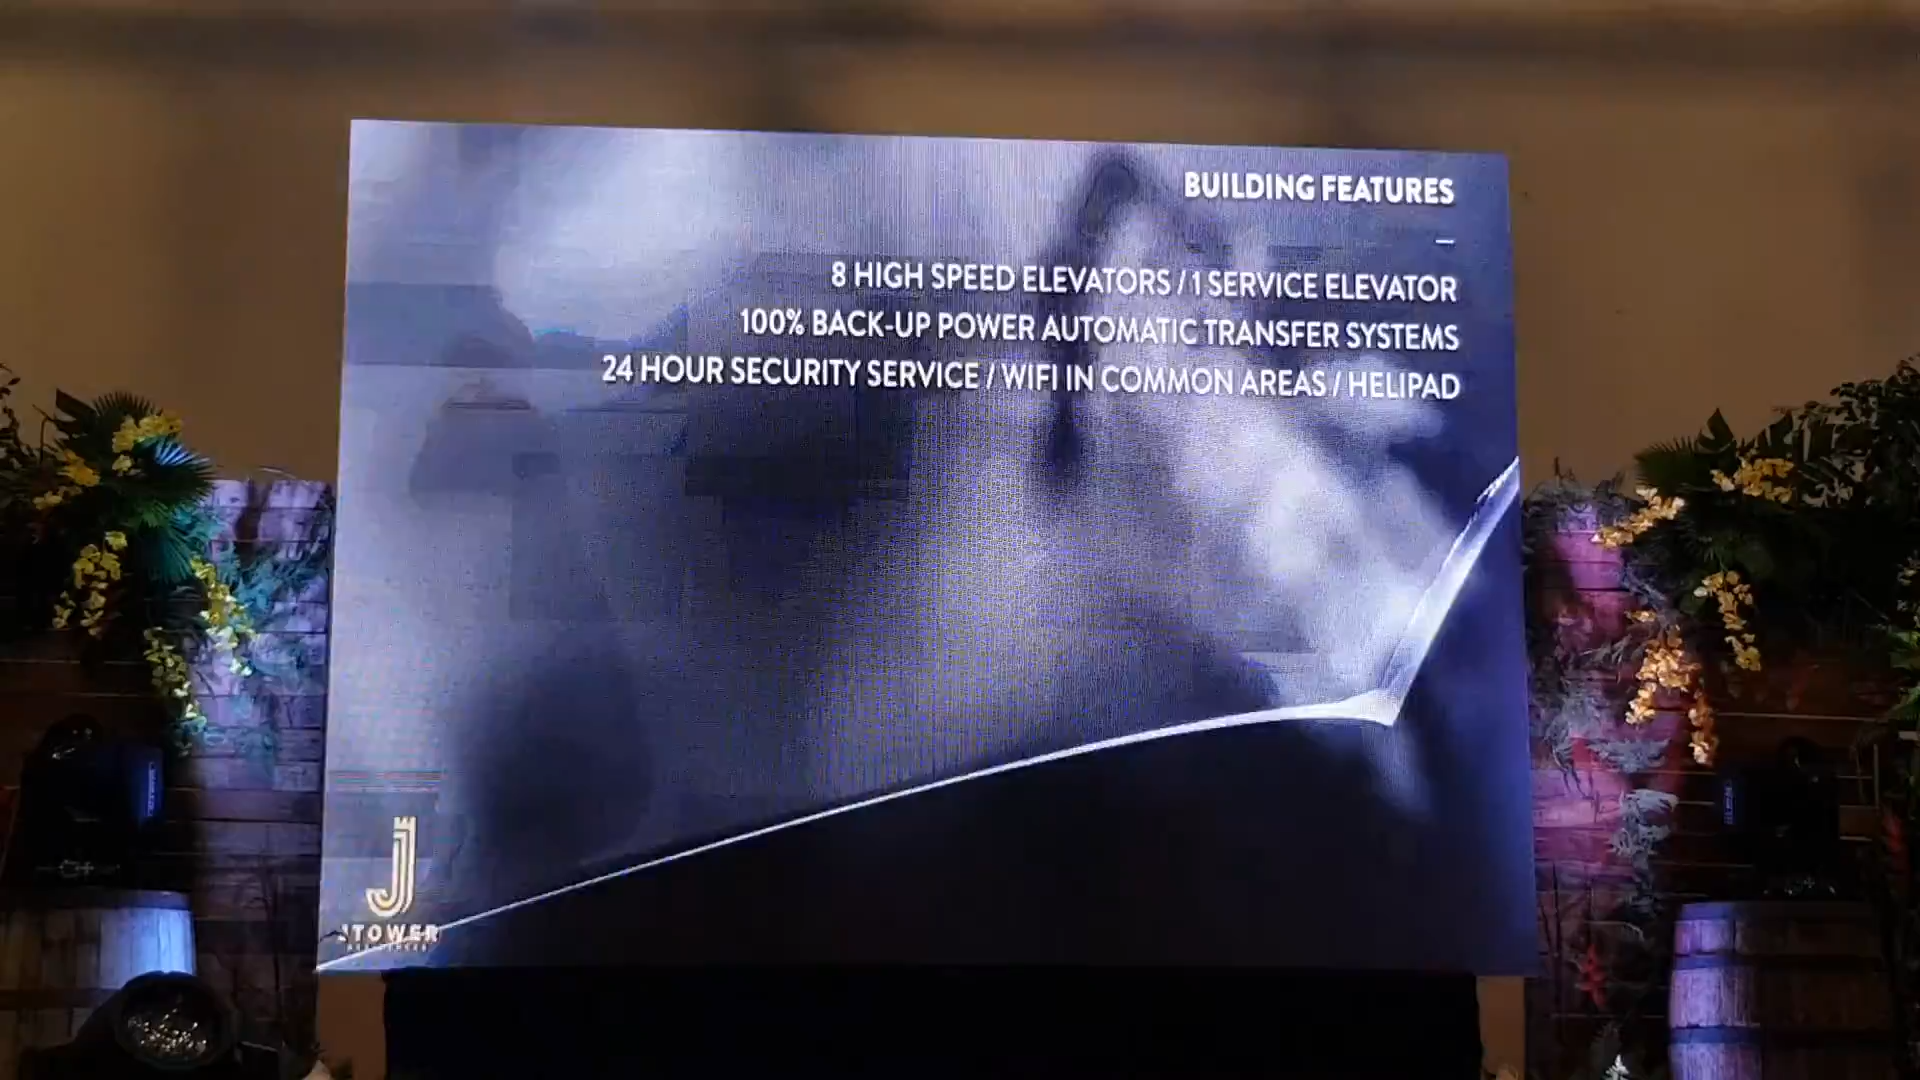 BUILDING FEATURES
—
8 HIGH SPEED ELEVATORS / 1 SERVICE ELEVATOR
100% BACK-UP POWER AUTOMATIC TRANSFER SYSTEMS
24 HOUR SECURITY SERVICE / WIFI IN COMMON AREAS / HELIPAD
J
JTOWER